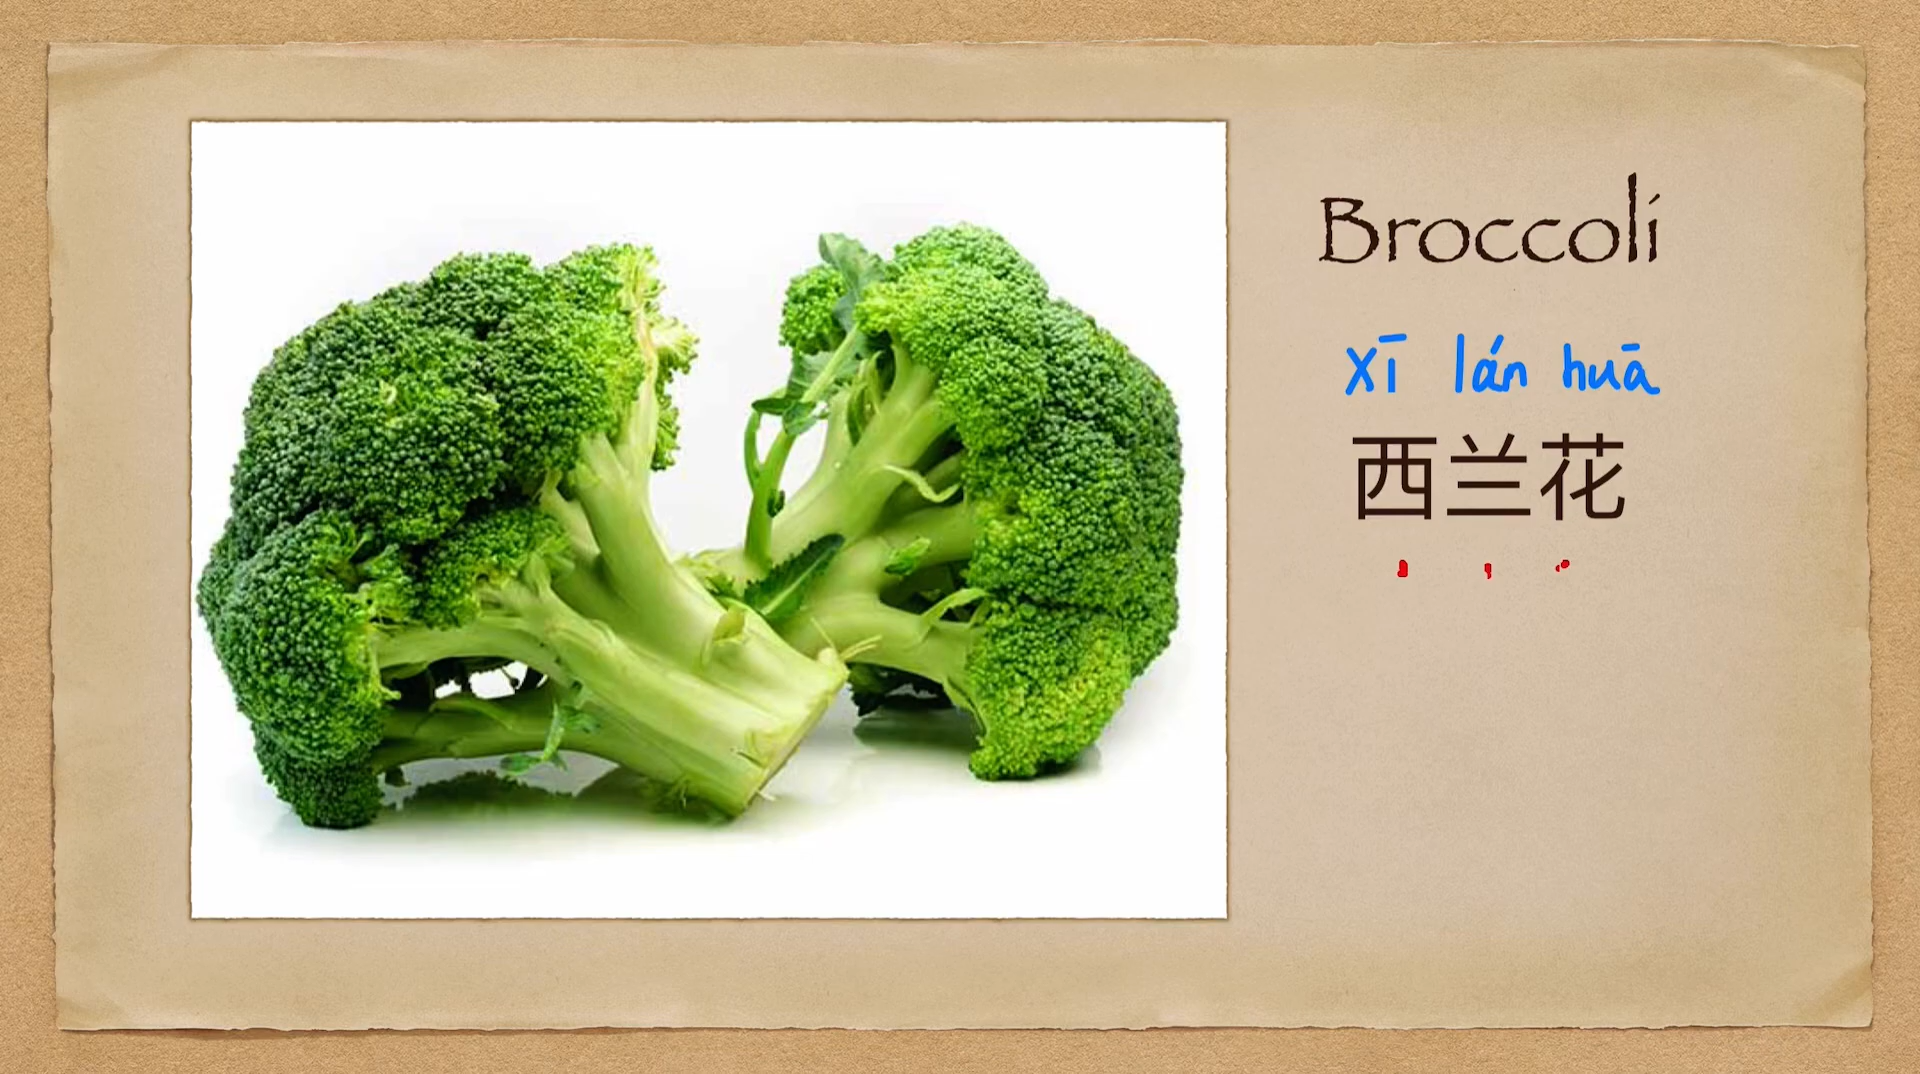 Broccoli
xī lán huā
西兰花